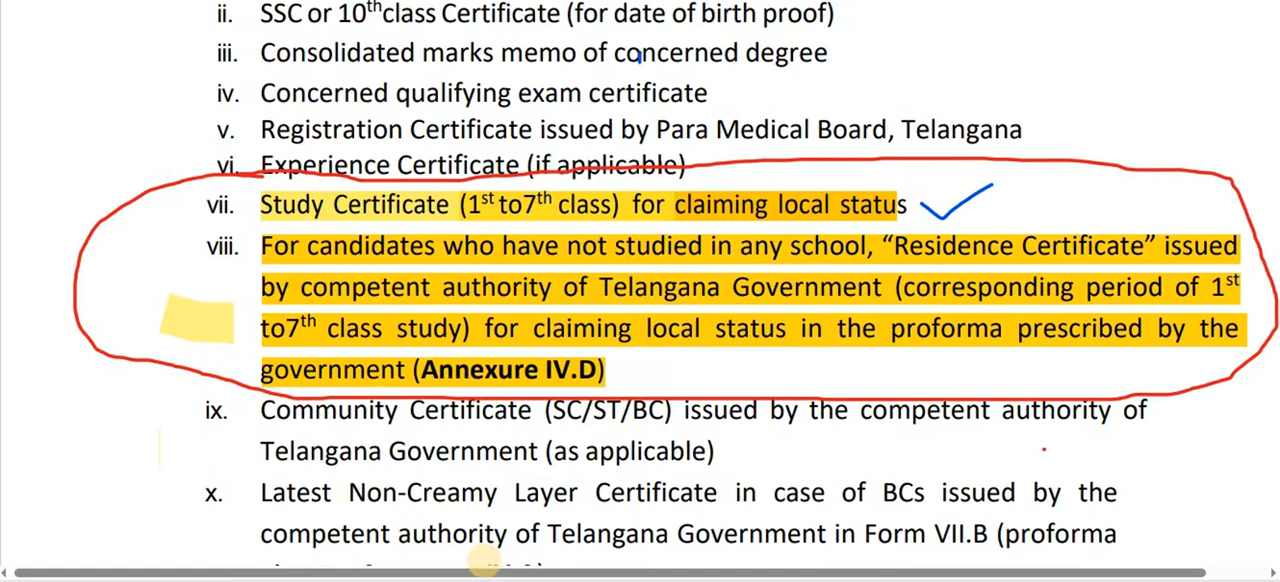 ii. SSC or 10thclass Certificate (for date of birth proof)
iii. Consolidated marks memo of concerned degree
iv. Concerned qualifying exam certificate
v. Registration Certificate issued by Para Medical Board, Telangana
vi. Experience Certificate (if applicable)
vii. Study Certificate (1st to7th class) for claiming local status
viii. For candidates who have not studied in any school, “Residence Certificate” issued
by competent authority of Telangana Government (corresponding period of 1st
to7th class study) for claiming local status in the proforma prescribed by the
government (Annexure IV.D)
ix. Community Certificate (SC/ST/BC) issued by the competent authority of
Telangana Government (as applicable)
x. Latest Non-Creamy Layer Certificate in case of BCs issued by the
competent authority of Telangana Government in Form VII.B (proforma